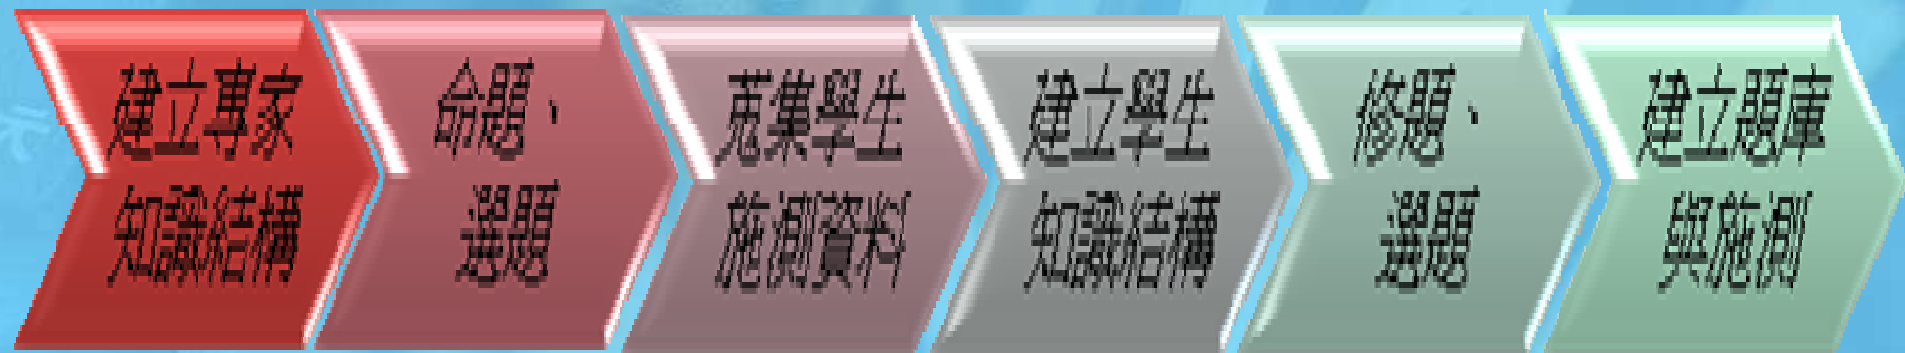 建立專家
知識結構
命題、
選題
蒐集學生
施測資料
建立學生
知識結構
修題、
選題
建立題庫
與施測